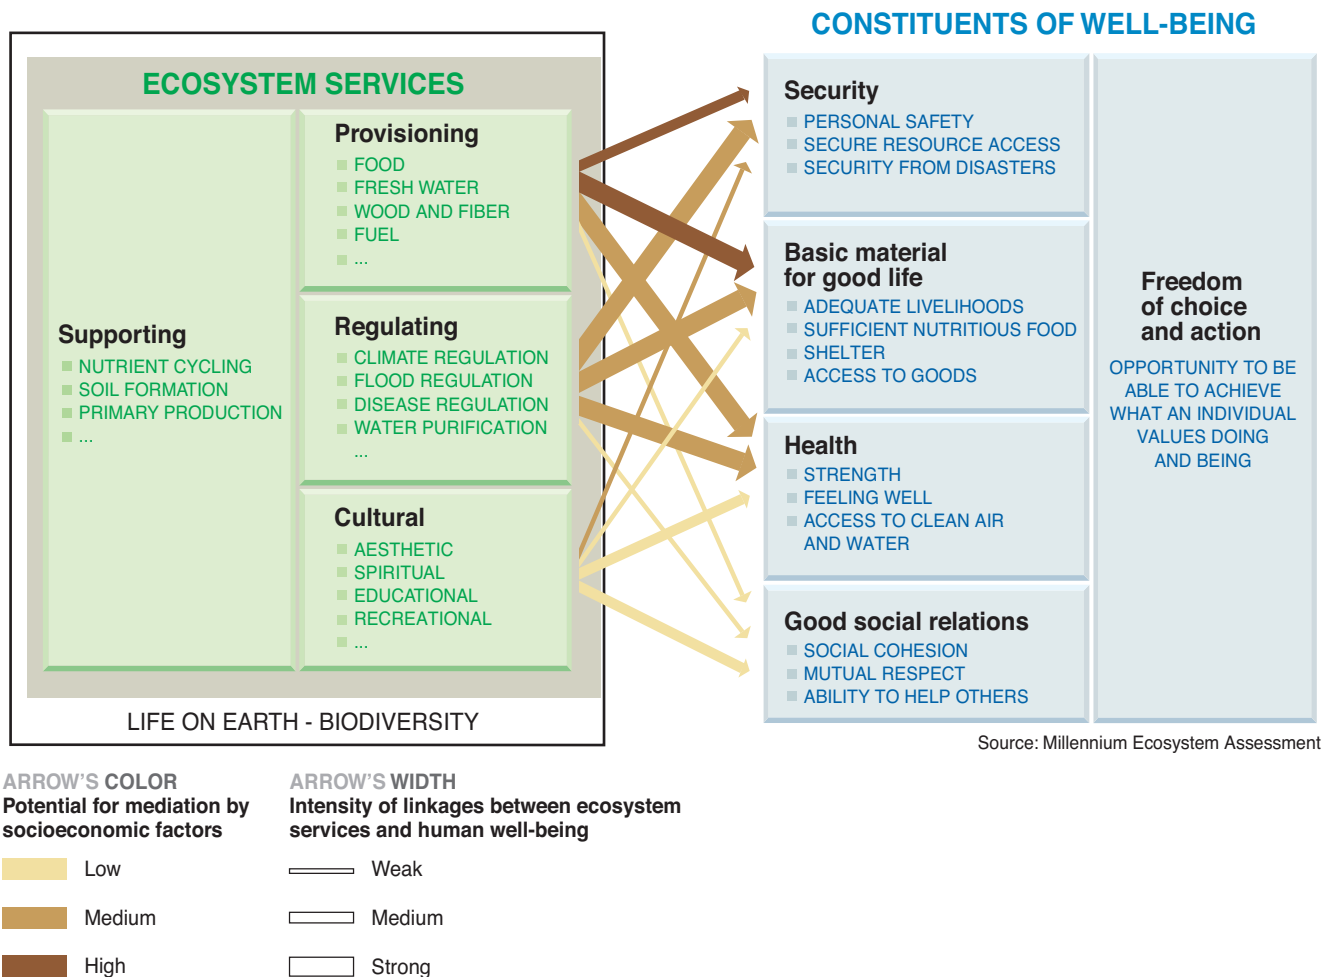 CONSTITUENTS OF WELL-BEING
ECOSYSTEM SERVICES
Supporting
NUTRIENT CYCLING
SOIL FORMATION
PRIMARY PRODUCTION
...
Provisioning
FOOD
FRESH WATER
WOOD AND FIBER
FUEL
...
Regulating
CLIMATE REGULATION
FLOOD REGULATION
DISEASE REGULATION
WATER PURIFICATION
...
Cultural
AESTHETIC
SPIRITUAL
EDUCATIONAL
RECREATIONAL
...
LIFE ON EARTH - BIODIVERSITY
Security
PERSONAL SAFETY
SECURE RESOURCE ACCESS
SECURITY FROM DISASTERS
Basic material
for good life
ADEQUATE LIVELIHOODS
SUFFICIENT NUTRITIOUS FOOD
SHELTER
ACCESS TO GOODS
Health
STRENGTH
FEELING WELL
ACCESS TO CLEAN AIR
AND WATER
Good social relations
SOCIAL COHESION
MUTUAL RESPECT
ABILITY TO HELP OTHERS
Freedom
of choice
and action
OPPORTUNITY TO BE
ABLE TO ACHIEVE
WHAT AN INDIVIDUAL
VALUES DOING
AND BEING
Source: Millennium Ecosystem Assessment
ARROW'S COLOR
Potential for mediation by
socioeconomic factors
Low
Medium
High
ARROW'S WIDTH
Intensity of linkages between ecosystem
services and human well-being
Weak
Medium
Strong